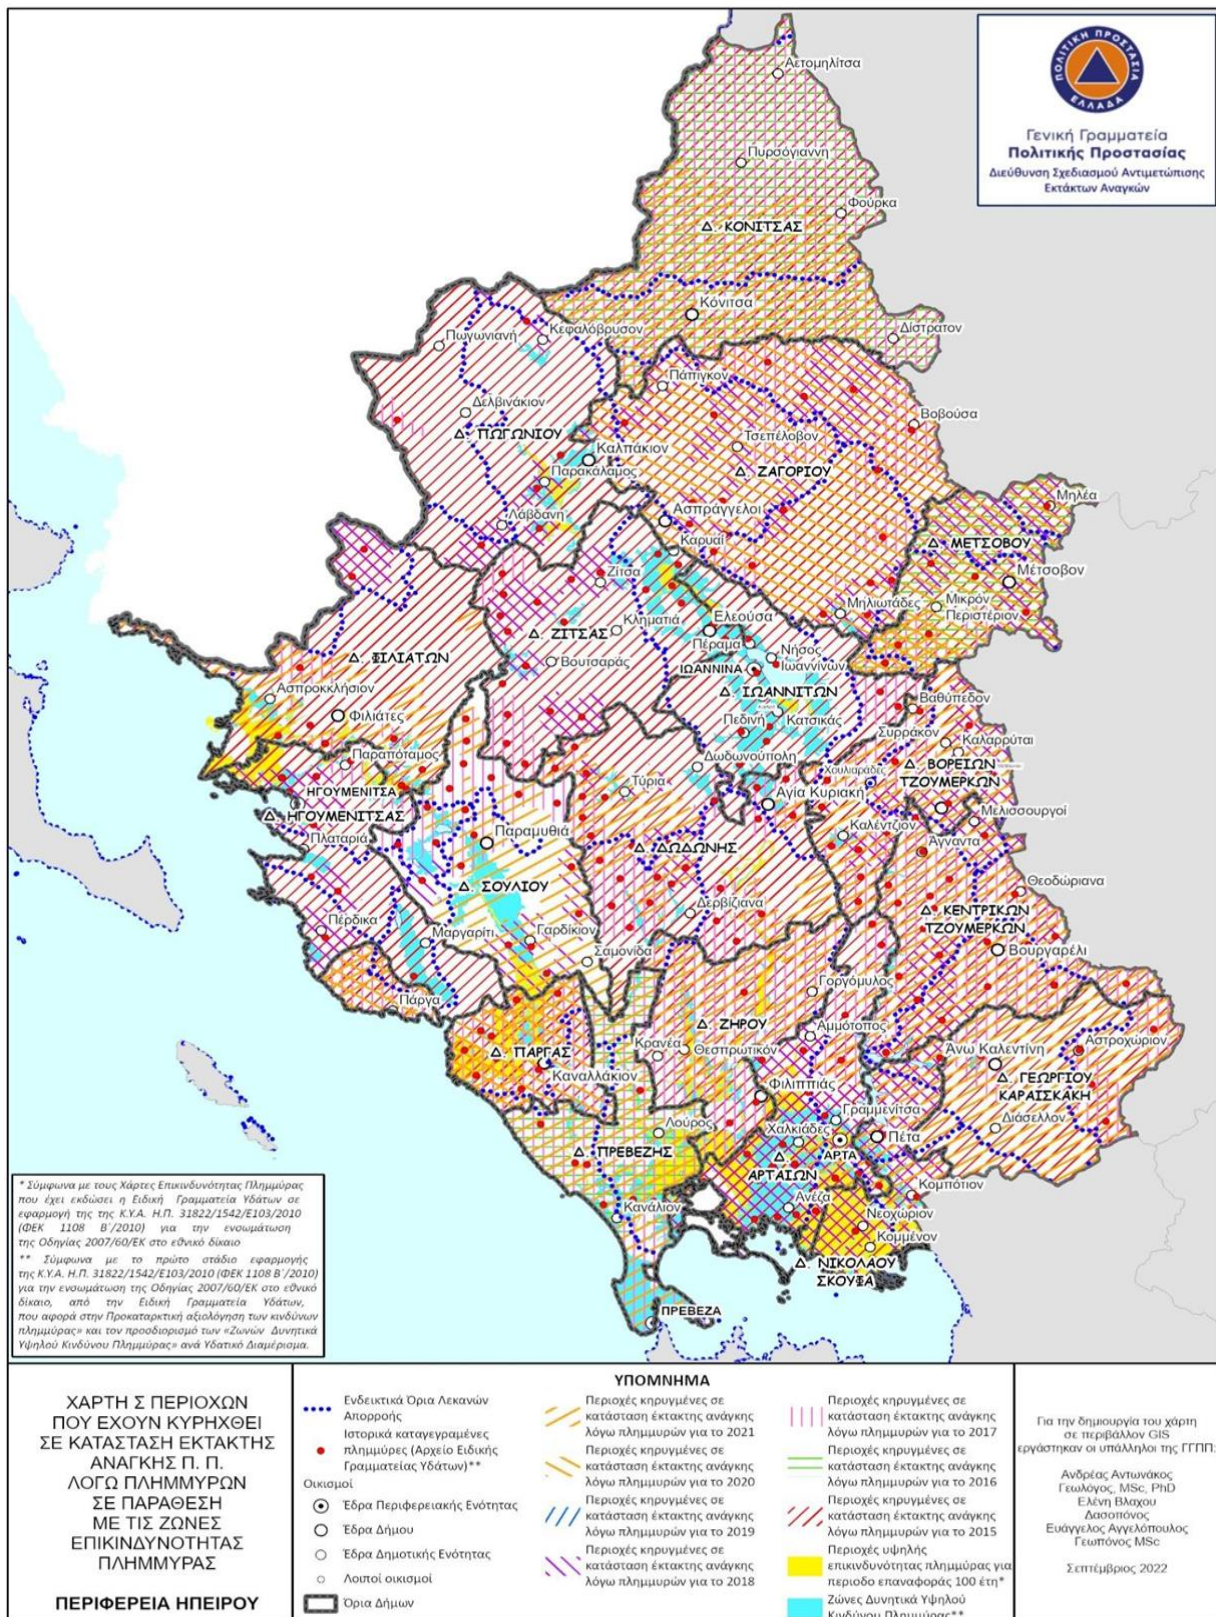 ΠΟΛΙΤΙΚΗ ΠΡΟΣΤΑΣΙΑ
ΕΛΛΑΔΑ
Γενική Γραμματεία
Πολιτικής Προστασίας
Διεύθυνση Σχεδιασμού Αντιμετώπισης
Εκτάκτων Αναγκών
Αετομηλίτσα
Πυρσόγιαννη
Φούρκα
Δ. ΚΟΝΙΤΣΑΣ
Κόνιτσα
Δίστρατον
Κεφαλόβρυσον
Πωγωνιανή
Πάπιγκον
Δελβινάκιον
Βοβούσα
Δ. ΠΩΓΩΝΙΟΥ
Τσεπέλοβον
Καλπάκιον
Δ. ΖΑΓΟΡΙΟΥ
Παρακάλαμος
Μηλέα
Ασπράγγελοι
Λάβδανη
Δ. ΜΕΤΣΟΒΟΥ
Καρυαί
Ζίτσα
Μέτσοβον
Μηλιωτάδες
Μικρόν
Περιστέριον
Κληματιά
Ελεούσα
Δ. ΖΙΤΣΑΣ
Πέραμα
Νήσος
Ιωαννίνων
Δ. ΦΙΛΙΑΤΩΝ
Βουτσαράς
ΙΩΑΝΝΙΝΑ
Δ. ΙΩΑΝΝΙΤΩΝ
Ασπροκκλήσιον
Βαθύπεδον
Φιλιάτες
Πεδινή
Κατσικάς
Συρράκον
Καλαρρύται
Παραπόταμος
Δωδωνούπολη
Χουλιαράδες
Δ. ΒΟΡΕΙΩΝ
ΤΖΟΥΜΕΡΚΩΝ
Τύρια
ΗΓΟΥΜΕΝΙΤΣΑ
Αγία Κυριακή
Δ. ΗΓΟΥΜΕΝΙΤΣΑΣ
Μελισσουργοί
Πλαταριά
Παραμυθιά
Καλέντζιον
Δ. ΔΩΔΩΝΗΣ
Άγναντα
Δ. ΣΟΥΛΙΟΥ
Θεοδώριανα
Δερβίζιανα
Δ. ΚΕΝΤΡΙΚΩΝ
ΤΖΟΥΜΕΡΚΩΝ
Πέρδικα
Μαργαρίτι
Γαρδίκιον
Βουργαρέλι
Σαμονίδα
Πάργα
Γοργόμυλος
Δ. ΖΗΡΟΥ
Αμμότοπος
Κρανέα
Θεσπρωτικόν
Δ. ΠΑΡΓΑΣ
Άνω Καλεντίνη
Αστροχώριον
Καναλλάκιον
Δ. ΓΕΩΡΓΙΟΥ
ΚΑΡΑΙΣΚΑΚΗ
Φιλιππιάς
Γραμμενίτσα
Διάσελλον
Λούρος
Χαλκιάδες
Πέτα
Δ. ΠΡΕΒΕΖΗΣ
ΑΡΤΑ
Δ.
ΑΡΤΑΙΩΝ
Κομπότιον
Κανάλιον
Ανέζα
Νεοχώριον
Κομμένον
Δ. ΝΙΚΟΛΑΟΥ
ΣΚΟΥΦΑ
ΠΡΕΒΕΖΑ
* Σύμφωνα με τους Χάρτες Επικινδυνότητας Πλημμύρας
που έχει εκδώσει η Ειδική Γραμματεία Υδάτων σε
εφαρμογή της της Κ.Υ.Α. Η.Π. 31822/1542/Ε103/2010
(ΦΕΚ 1108 Β΄/2010) για την ενσωμάτωση
της Οδηγίας 2007/60/ΕΚ στο εθνικό δίκαιο
** Σύμφωνα με το πρώτο στάδιο εφαρμογής
της Κ.Υ.Α. Η.Π. 31822/1542/Ε103/2010 (ΦΕΚ 1108 Β΄/2010)
για την ενσωμάτωση της Οδηγίας 2007/60/ΕΚ στο εθνικό
δίκαιο, από την Ειδική Γραμματεία Υδάτων,
που αφορά στην Προκαταρκτική αξιολόγηση των κινδύνων
πλημμύρας» και τον προσδιορισμό των «Ζωνών Δυνητικά
Υψηλού Κινδύνου Πλημμύρας» ανά Υδατικό Διαμέρισμα.
ΧΑΡΤΗ Σ ΠΕΡΙΟΧΩΝ
ΠΟΥ ΕΧΟΥΝ ΚΥΡΗΧΘΕΙ
ΣΕ ΚΑΤΑΣΤΑΣΗ ΕΚΤΑΚΤΗΣ
ΑΝΑΓΚΗΣ Π. Π.
ΛΟΓΩ ΠΛΗΜΜΥΡΩΝ
ΣΕ ΠΑΡΑΘΕΣΗ
ΜΕ ΤΙΣ ΖΩΝΕΣ
ΕΠΙΚΙΝΔΥΝΟΤΗΤΑΣ
ΠΛΗΜΜΥΡΑΣ
ΠΕΡΙΦΕΡΕΙΑ ΗΠΕΙΡΟΥ
ΥΠΟΜΝΗΜΑ
Ενδεικτικά Όρια Λεκανών
Απορροής
Ιστορικά καταγεγραμένες
πλημμύρες (Αρχείο Ειδικής
Γραμματείας Υδάτων)**
Οικισμοί
Έδρα Περιφερειακής Ενότητας
Έδρα Δήμου
Έδρα Δημοτικής Ενότητας
Λοιποί οικισμοί
Όρια Δήμων
Περιοχές κηρυγμένες σε
κατάσταση έκτακτης ανάγκης
λόγω πλημμυρών για το 2021
Περιοχές κηρυγμένες σε
κατάσταση έκτακτης ανάγκης
λόγω πλημμυρών για το 2020
Περιοχές κηρυγμένες σε
κατάσταση έκτακτης ανάγκης
λόγω πλημμυρών για το 2019
Περιοχές κηρυγμένες σε
κατάσταση έκτακτης ανάγκης
λόγω πλημμυρών για το 2018
Περιοχές κηρυγμένες σε
κατάσταση έκτακτης ανάγκης
λόγω πλημμυρών για το 2017
Περιοχές κηρυγμένες σε
κατάσταση έκτακτης ανάγκης
λόγω πλημμυρών για το 2016
Περιοχές κηρυγμένες σε
κατάσταση έκτακτης ανάγκης
λόγω πλημμυρών για το 2015
Περιοχές υψηλής
επικινδυνότητας πλημμύρας για
περιοδο επαναφοράς 100 έτη*
Ζώνες Δυνητικά Υψηλού
Κινδύνου Πλημμύρας**
Για την δημιουργία του χάρτη
σε περιβάλλον GIS
εργάστηκαν οι υπάλληλοι της ΓΓΠΠ:
Ανδρέας Αντωνάκος
Γεωλόγος, MSc, PhD
Ελένη Βλαχου
Δασοπόνος
Ευάγγελος Αγγελόπουλος
Γεωπόνος MSc
Σεπτέμβριος 2022